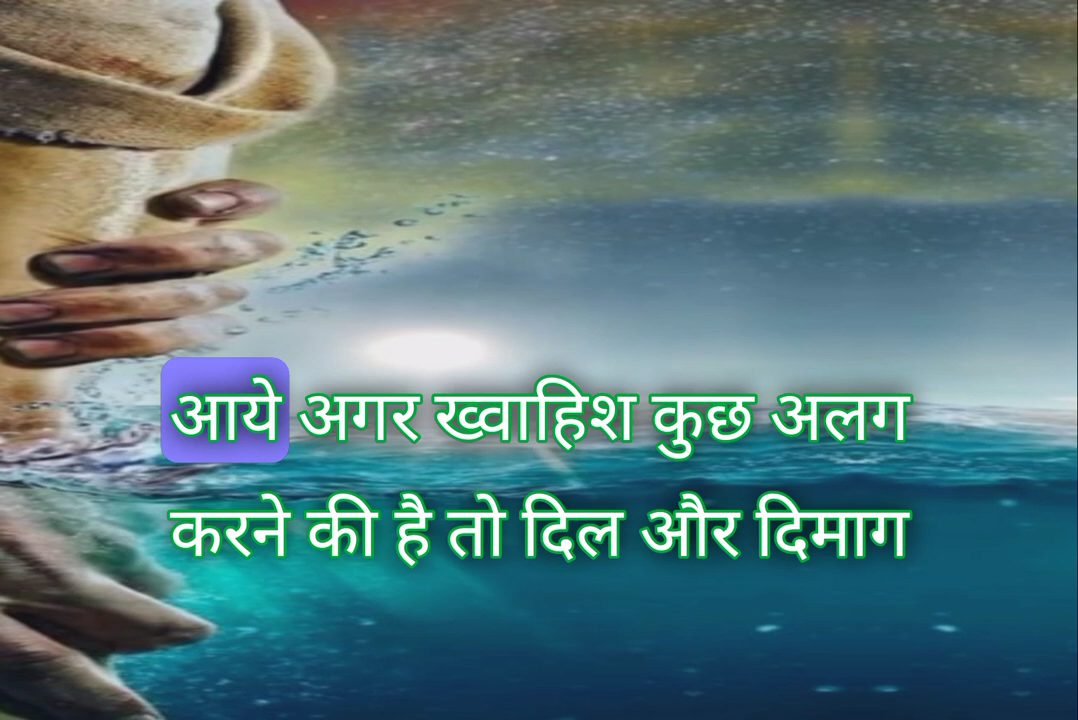 आये अगर ख्वाहिश कुछ अलग
करने की है तो दिल और दिमाग